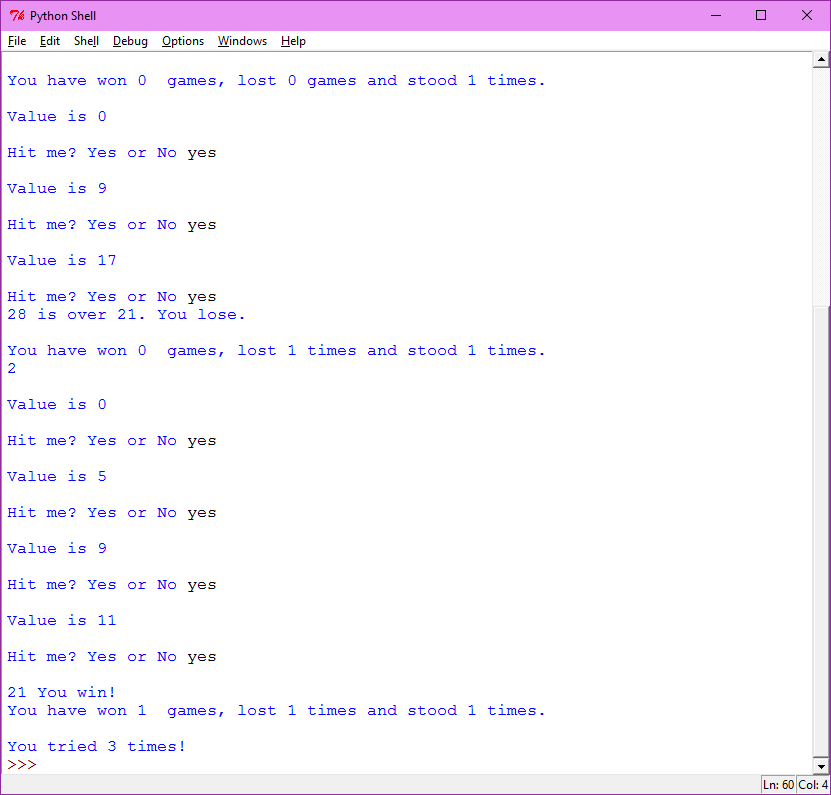 Python Shell
File Edit Shell Debug Options Windows Help
You have won 0  games, lost 0 games and stood 1 times.
Value is 0
Hit me? Yes or No yes
Value is 9
Hit me? Yes or No yes
Value is 17
Hit me? Yes or No yes
28 is over 21. You lose.
You have won 0  games, lost 1 times and stood 1 times.
2
Value is 0
Hit me? Yes or No yes
Value is 5
Hit me? Yes or No yes
Value is 9
Hit me? Yes or No yes
Value is 11
Hit me? Yes or No yes
21 You win!
You have won 1  games, lost 1 times and stood 1 times.
You tried 3 times!
>>>
Ln: 60 Col: 4